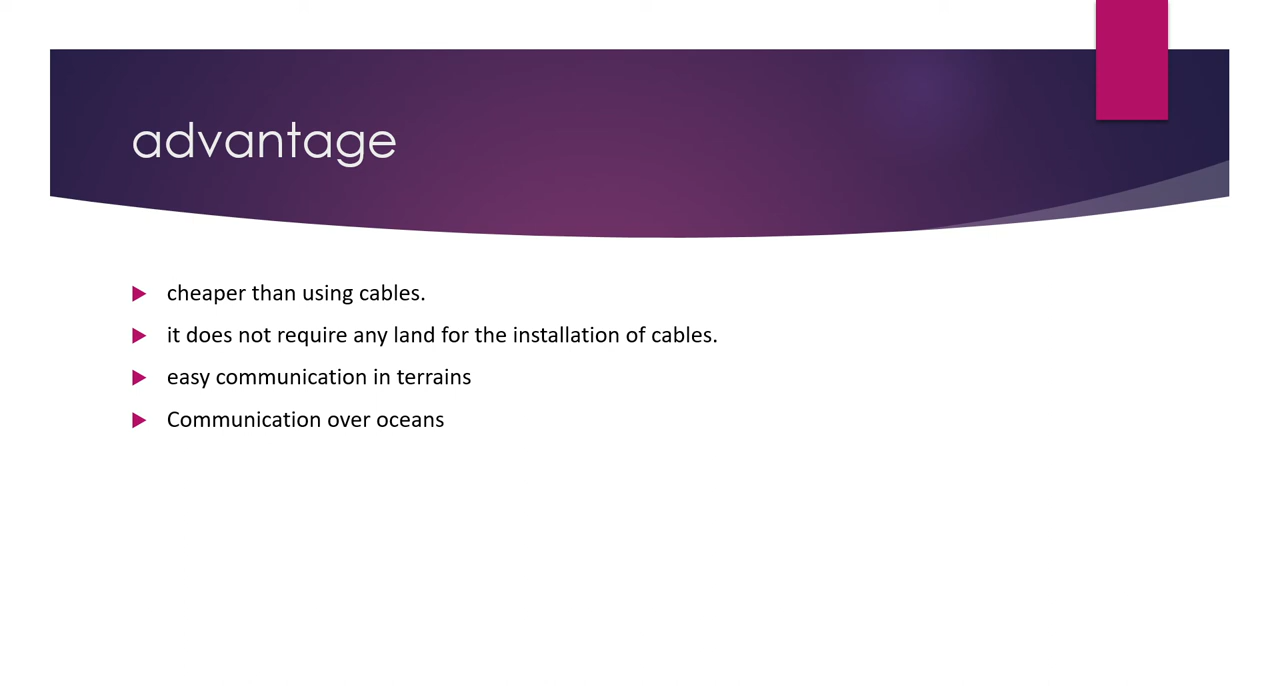 advantage
cheaper than using cables.
it does not require any land for the installation of cables.
easy communication in terrains
Communication over oceans